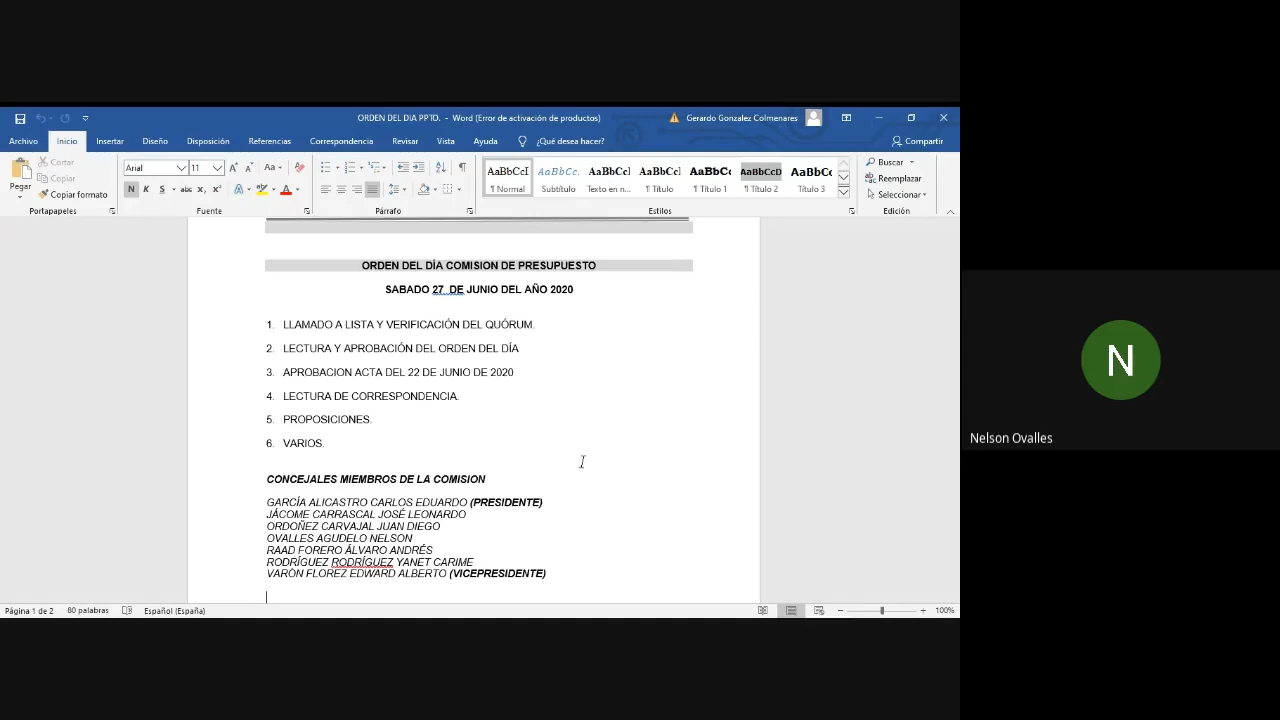 ORDEN DEL DIA PPTO. - Word (Error de activación de productos)
Gerardo Gonzalez Colmenares
Archivo Inicio Insertar Diseño Disposición Referencias Correspondencia Revisar Vista Ayuda ¿Qué desea hacer? Compartir
Pegar
Cortar
Copiar
Copiar formato
Portapapeles
Arial 11
Fuente
Párrafo
AaBbCcI AaBbCc. AaBbCcl AaBbCcl AaBbCc AaBbCcD AaBbCc
¶ Normal Subtítulo Texto en n... ¶ Título ¶ Título 1 ¶ Título 2 Título 3
Estilos
Buscar
Reemplazar
Seleccionar
Edición
ORDEN DEL DÍA COMISION DE PRESUPUESTO
SABADO 27 DE JUNIO DEL AÑO 2020
1. LLAMADO A LISTA Y VERIFICACIÓN DEL QUÓRUM.
2. LECTURA Y APROBACIÓN DEL ORDEN DEL DÍA
3. APROBACION ACTA DEL 22 DE JUNIO DE 2020
4. LECTURA DE CORRESPONDENCIA.
5. PROPOSICIONES.
6. VARIOS.
CONCEJALES MIEMBROS DE LA COMISION
GARCÍA ALICASTRO CARLOS EDUARDO (PRESIDENTE)
JÁCOME CARRASCAL JOSÉ LEONARDO
ORDOÑEZ CARVAJAL JUAN DIEGO
OVALLES AGUDELO NELSON
RAAD FORERO ÁLVARO ANDRÉS
RODRÍGUEZ RODRÍGUEZ YANET CARIME
VARÓN FLOREZ EDWARD ALBERTO (VICEPRESIDENTE)
Página 1 de 2 80 palabras Español (España) 100%
N
Nelson Ovalles